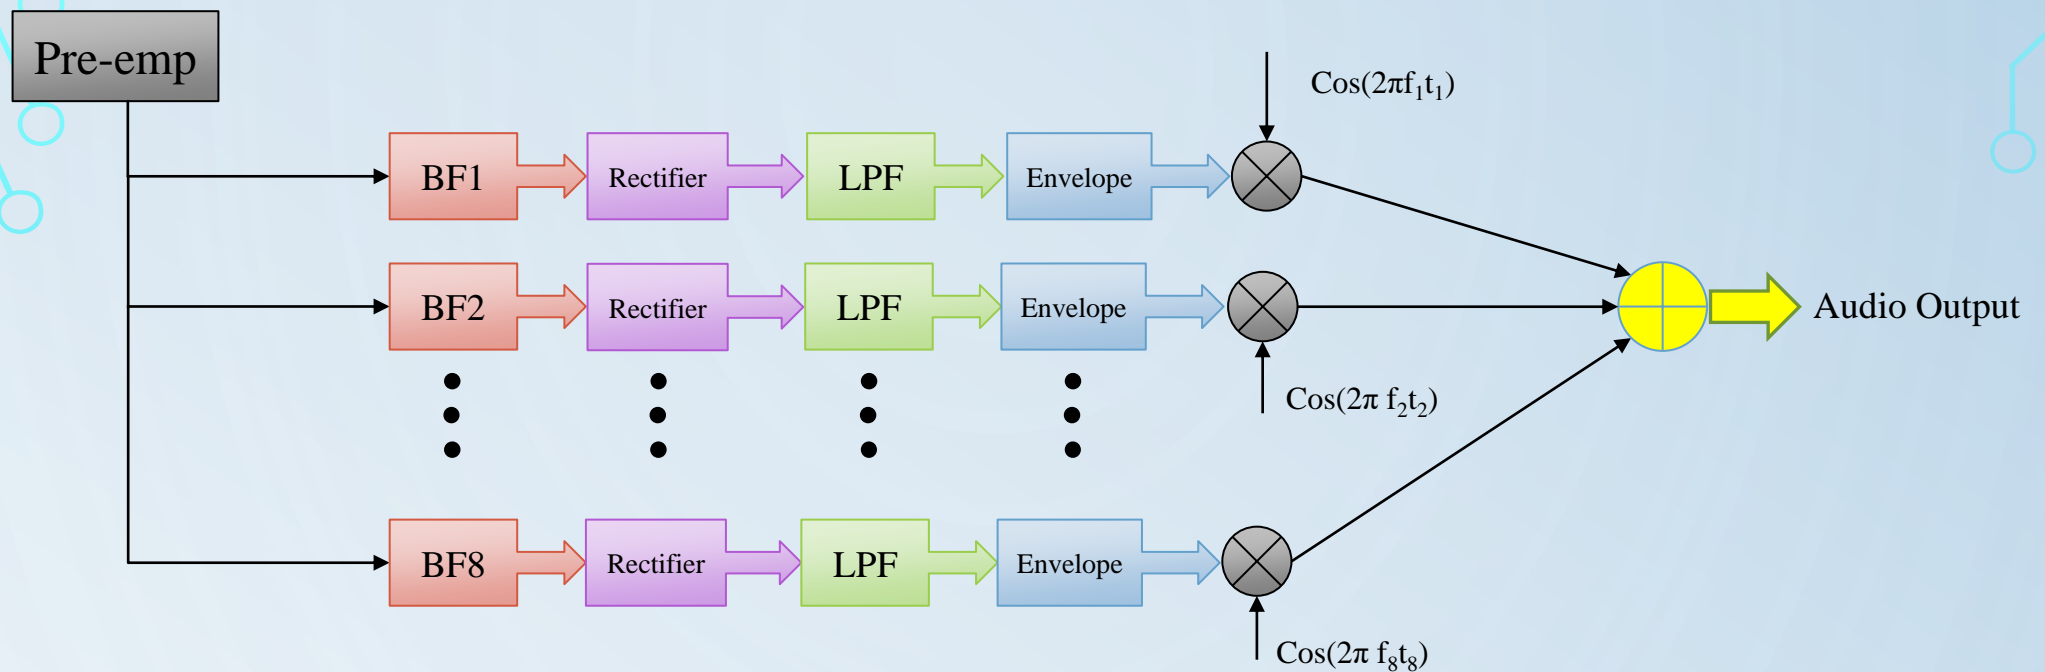 Pre-emp
Cos(2πf₁t₁)
BF1 Rectifier LPF Envelope
BF2 Rectifier LPF Envelope
Audio Output
Cos(2π f₂t₂)
BF8 Rectifier LPF Envelope
Cos(2π f₈t₈)